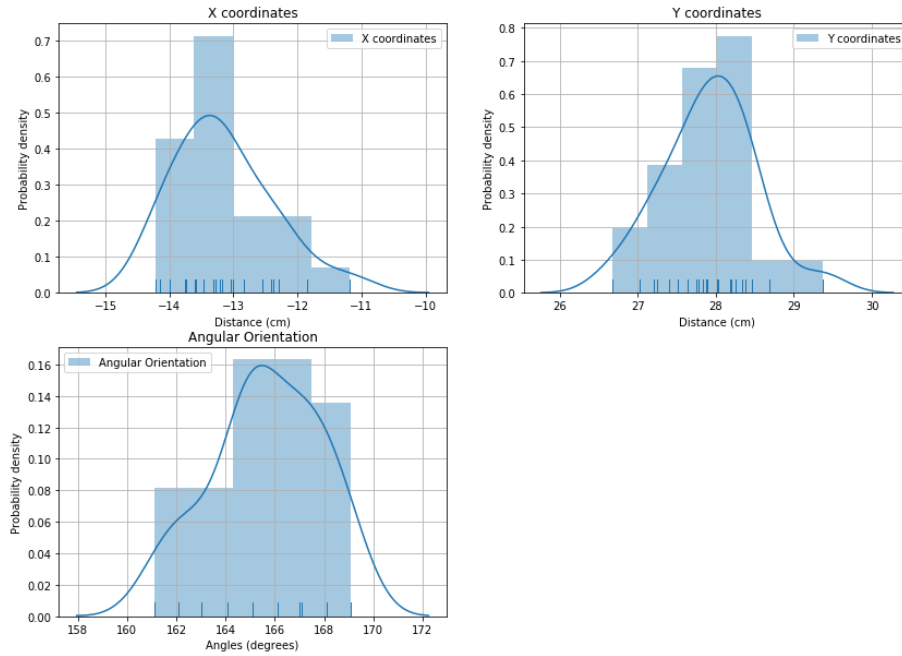 X coordinates
X coordinates
0.7
0.6
0.5
0.4
0.3
0.2
0.1
0.0
Probability density
−15 −14 −13 −12 −11 −10
Distance (cm)
Y coordinates
Y coordinates
0.8
0.7
0.6
0.5
0.4
0.3
0.2
0.1
0.0
Probability density
26 27 28 29 30
Distance (cm)
Angular Orientation
Angular Orientation
0.16
0.14
0.12
0.10
0.08
0.06
0.04
0.02
0.00
Probability density
158 160 162 164 166 168 170 172
Angles (degrees)